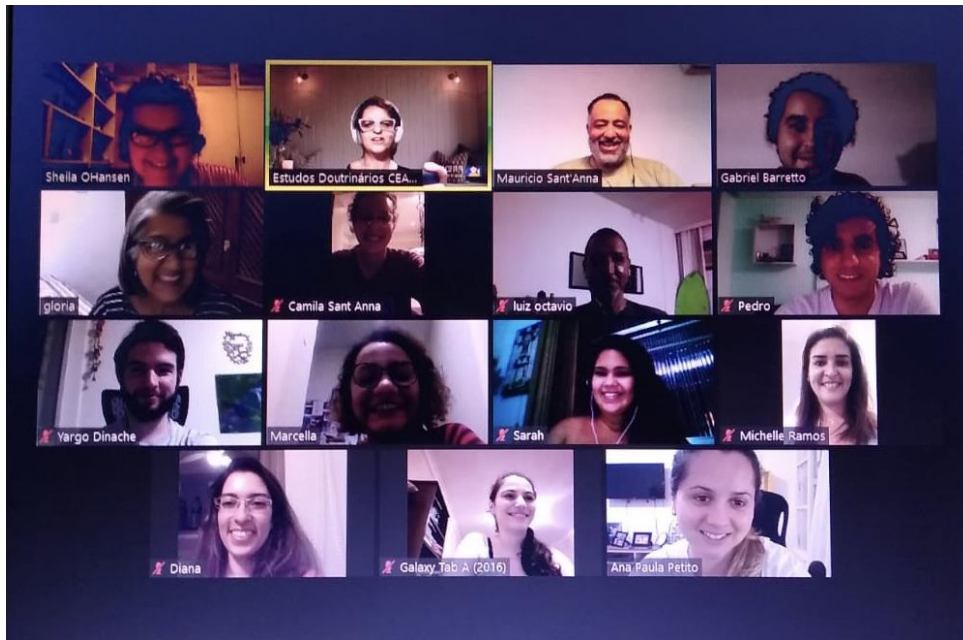 Sheila OHansen
Estudos Doutrinários CEA...
Mauricio Sant'Anna
Gabriel Barretto
gloria
Camila Sant Anna
luiz octavio
Pedro
Yargo Dinache
Marcella
Sarah
Michelle Ramos
Diana
Galaxy Tab A (2016)
Ana Paula Petito